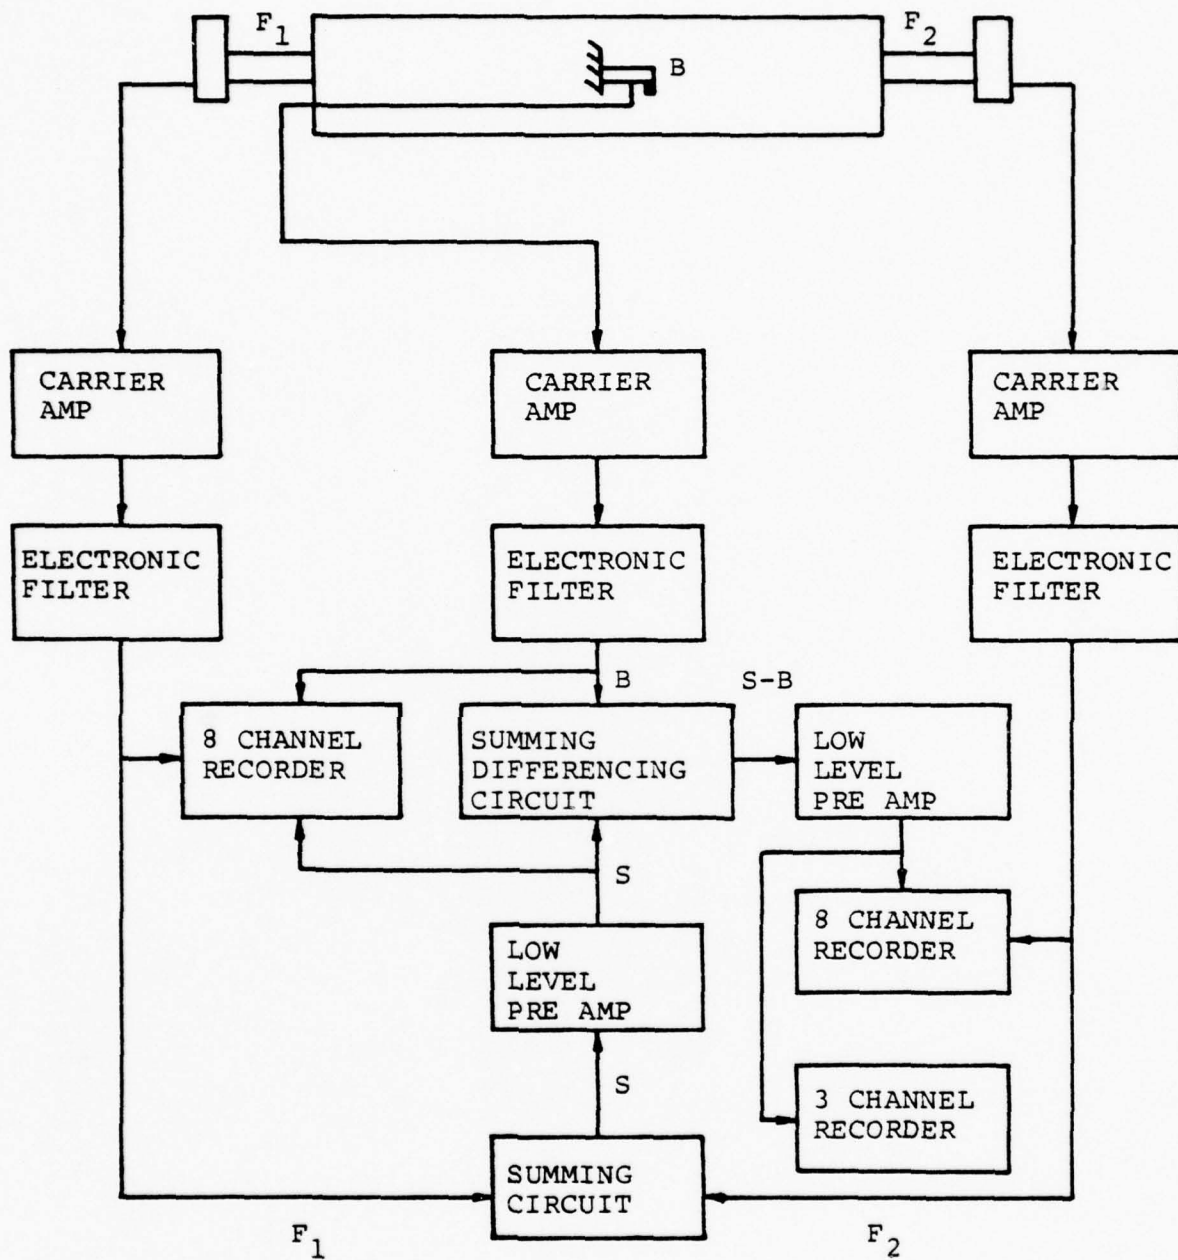 F1
F2
B
CARRIER
AMP
CARRIER
AMP
CARRIER
AMP
ELECTRONIC
FILTER
ELECTRONIC
FILTER
ELECTRONIC
FILTER
B
S-B
8 CHANNEL
RECORDER
SUMMING
DIFFERENCING
CIRCUIT
LOW
LEVEL
PRE AMP
S
8 CHANNEL
RECORDER
LOW
LEVEL
PRE AMP
S
3 CHANNEL
RECORDER
SUMMING
CIRCUIT
F1
F2